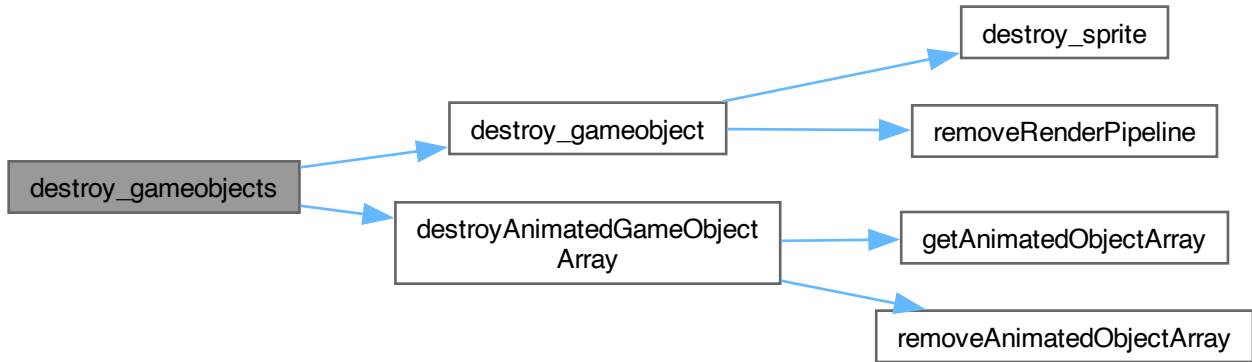 destroy_sprite
destroy_gameobject
removeRenderPipeline
destroy_gameobjects
destroyAnimatedGameObject
Array
getAnimatedObjectArray
removeAnimatedObjectArray